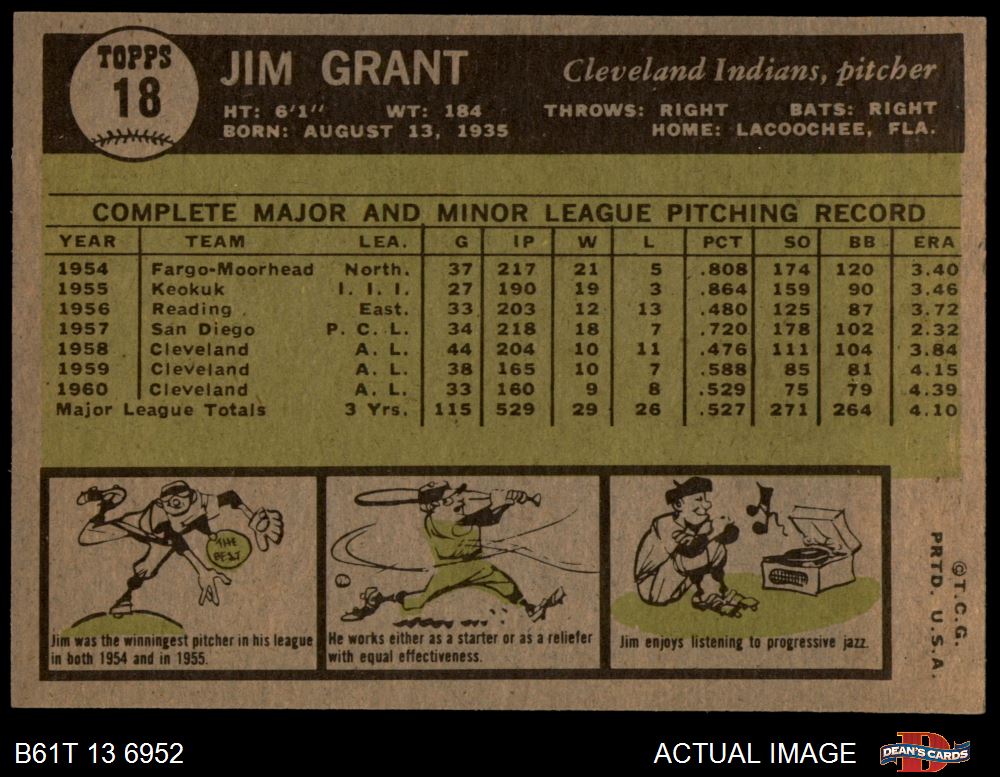 TOPPS
18
JIM GRANT
Cleveland Indians, pitcher
HT: 6'1" WT: 184 THROWS: RIGHT BATS: RIGHT
BORN: AUGUST 13, 1935 HOME: LACOOCHEE, FLA.
COMPLETE MAJOR AND MINOR LEAGUE PITCHING RECORD
YEAR TEAM LEA. G IP W L PCT SO BB ERA
1954 Fargo-Moorhead North. 37 217 21 5 .808 174 120 3.40
1955 Keokuk I. I. I. 27 190 19 3 .864 159 90 3.46
1956 Reading East. 33 203 12 13 .480 125 87 3.72
1957 San Diego P. C. L. 34 218 18 7 .720 178 102 2.32
1958 Cleveland A. L. 44 204 10 11 .476 111 104 3.84
1959 Cleveland A. L. 38 165 10 7 .588 85 81 4.15
1960 Cleveland A. L. 33 160 9 8 .529 75 79 4.39
Major League Totals 3 Yrs. 115 529 29 26 .527 271 264 4.10
THE
BEST
Jim was the winningest pitcher in his league
in both 1954 and in 1955.
He works either as a starter or as a reliefer
with equal effectiveness.
Jim enjoys listening to progressive jazz.
©T.C.G.
PRTD. U.S.A.
B61T 13 6952
ACTUAL IMAGE
DEAN'S CARDS